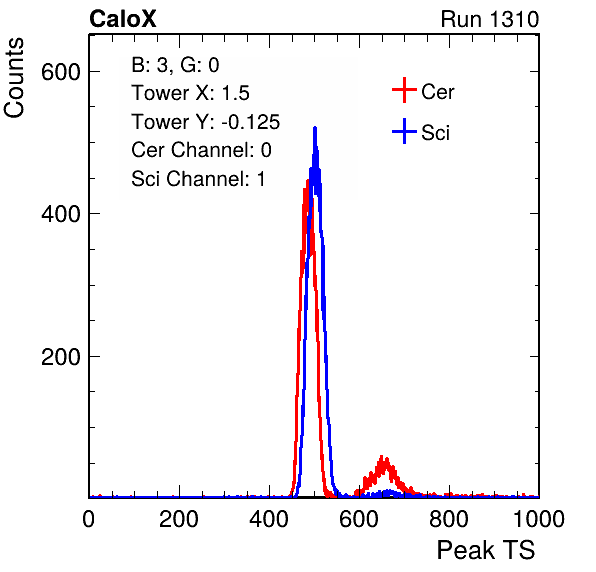 CaloX
Run 1310
Counts
B: 3, G: 0
Tower X: 1.5
Tower Y: -0.125
Cer Channel: 0
Sci Channel: 1
Cer
Sci
600
400
200
0 200 400 600 800 1000
Peak TS